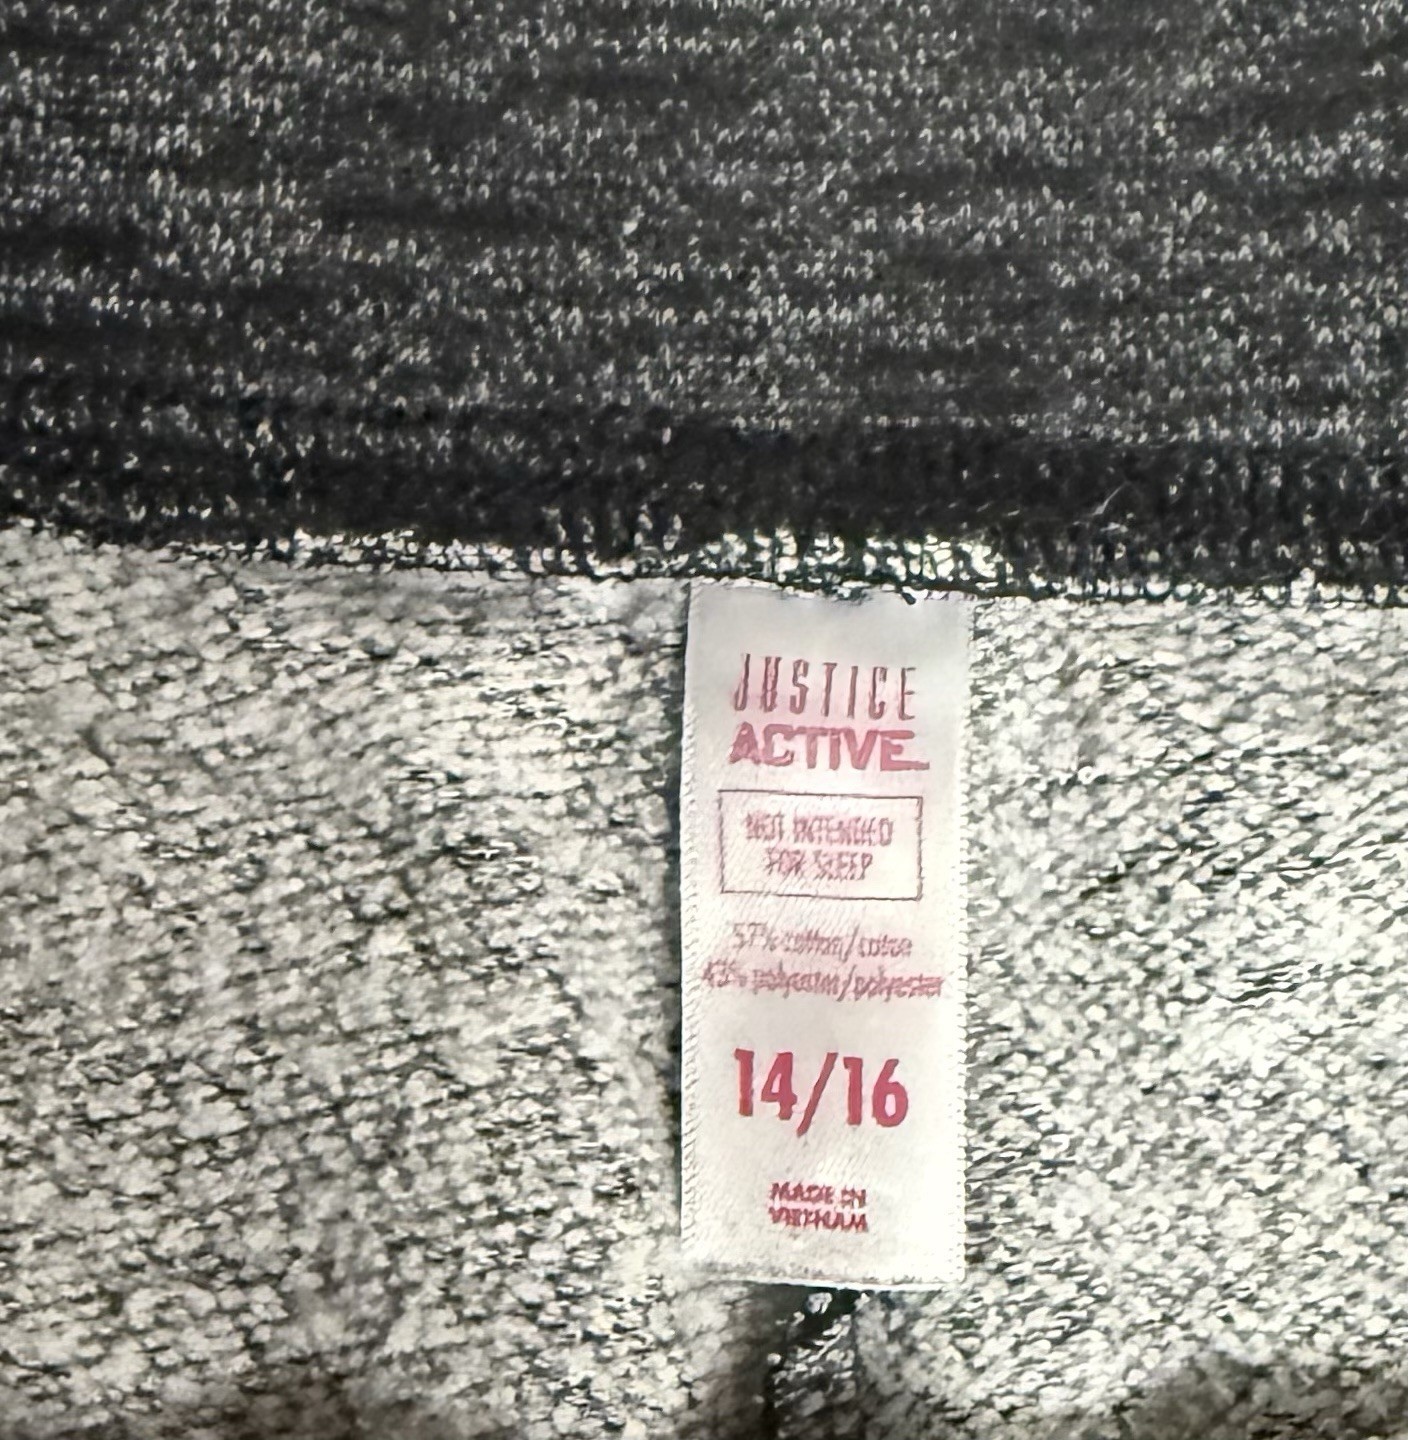 JUSTICE
ACTIVE
NOT INTENDED
FOR SLEEP
57% cotton/coton
43% polyester/polyester
14/16
MADE IN
VIETNAM